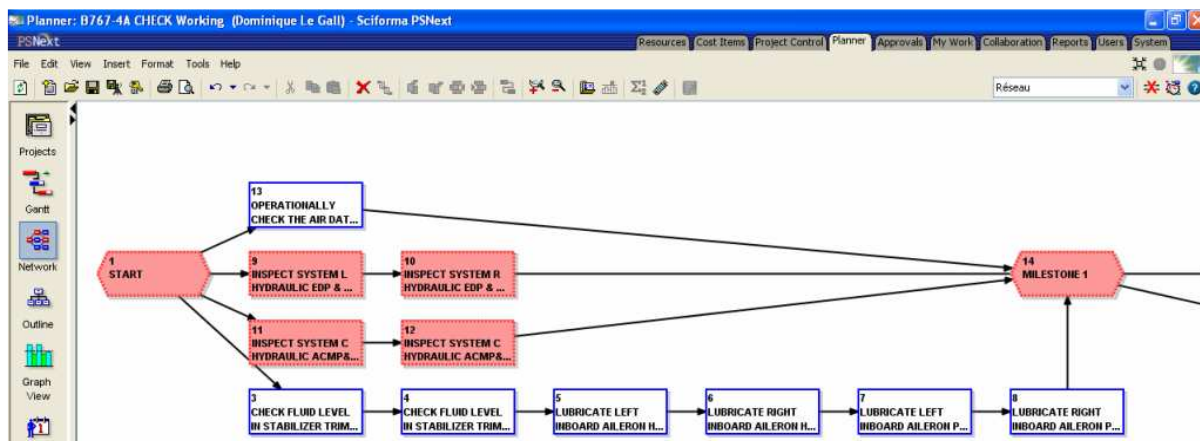 Planner: B767-4A CHECK Working (Dominique Le Gall) - Sciforma PSNext
PSNext
Resources Cost Items Project Control Planner Approvals My Work Collaboration Reports Users System
File Edit View Insert Format Tools Help
Réseau
Projects
Gantt
Network
Outline
Graph
View
13
OPERATIONALLY
CHECK THE AIR DAT...
1
START
9
INSPECT SYSTEM L
HYDRAULIC EDP & ...
10
INSPECT SYSTEM R
HYDRAULIC EDP & ...
14
MILESTONE 1
11
INSPECT SYSTEM C
HYDRAULIC ACMP&...
12
INSPECT SYSTEM C
HYDRAULIC ACMP&...
3
CHECK FLUID LEVEL
IN STABILIZER TRIM...
4
CHECK FLUID LEVEL
IN STABILIZER TRIM...
5
LUBRICATE LEFT
INBOARD AILERON H...
6
LUBRICATE RIGHT
INBOARD AILERON H...
7
LUBRICATE LEFT
INBOARD AILERON P...
8
LUBRICATE RIGHT
INBOARD AILERON P...